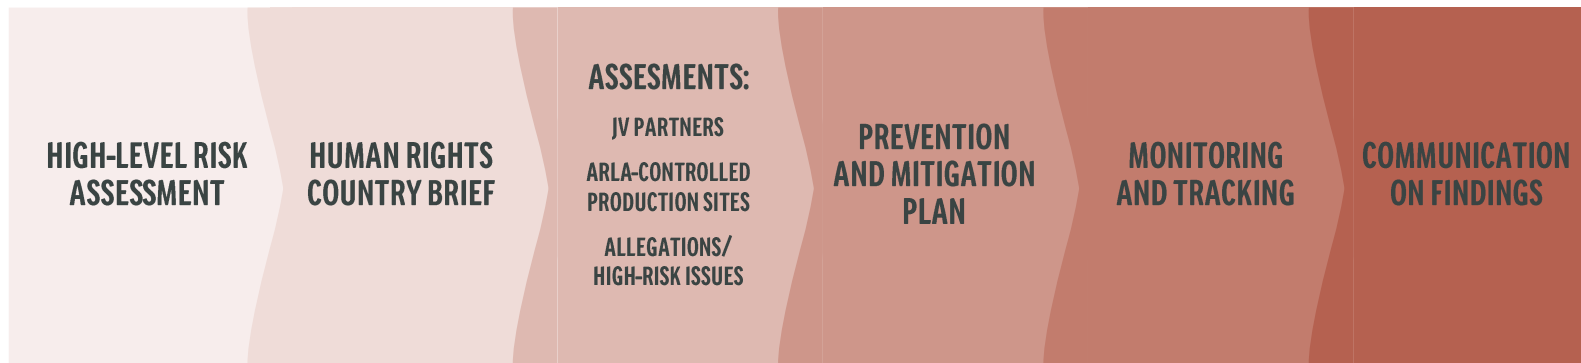 HIGH-LEVEL RISK
ASSESSMENT
HUMAN RIGHTS
COUNTRY BRIEF
ASSESMENTS:
JV PARTNERS
ARLA-CONTROLLED
PRODUCTION SITES
ALLEGATIONS/
HIGH-RISK ISSUES
PREVENTION
AND MITIGATION
PLAN
MONITORING
AND TRACKING
COMMUNICATION
ON FINDINGS